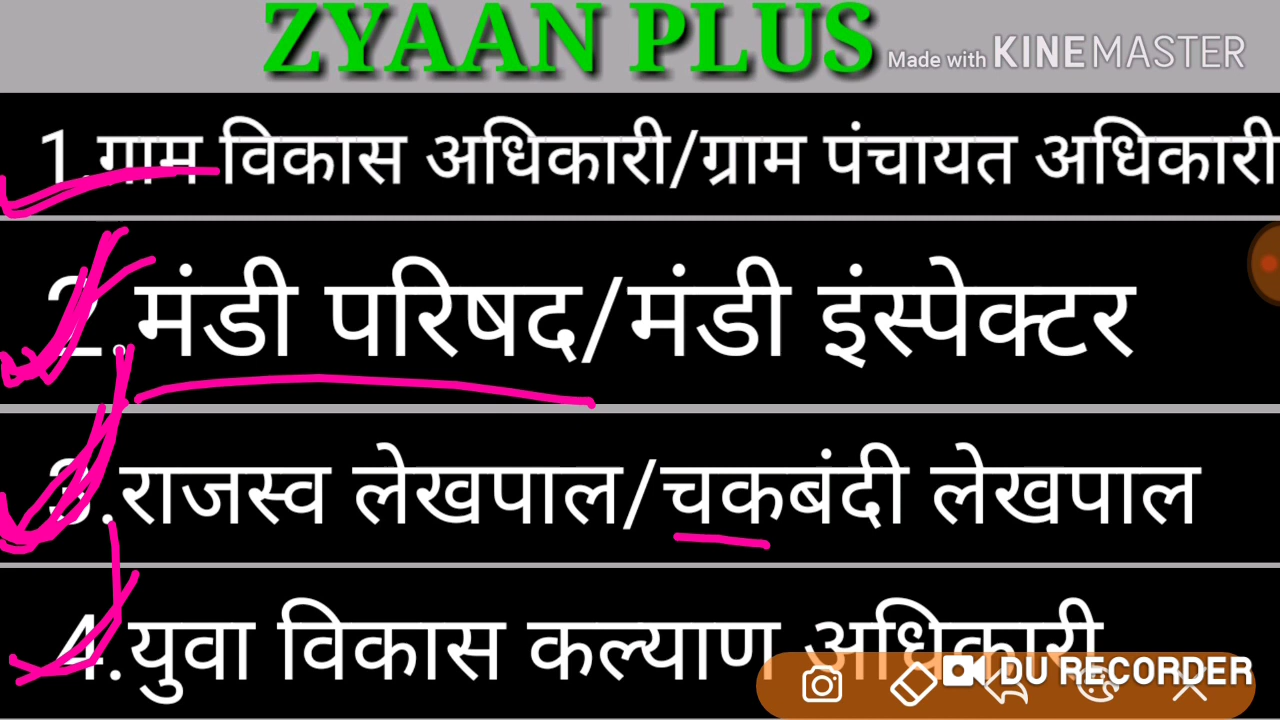 ZYAAN PLUS
Made with KINEMASTER
1.ग्राम विकास अधिकारी/ग्राम पंचायत अधिकारी
2.मंडी परिषद/मंडी इंस्पेक्टर
3.राजस्व लेखपाल/चकबंदी लेखपाल
4.युवा विकास कल्याण अधिकारी
DU RECORDER